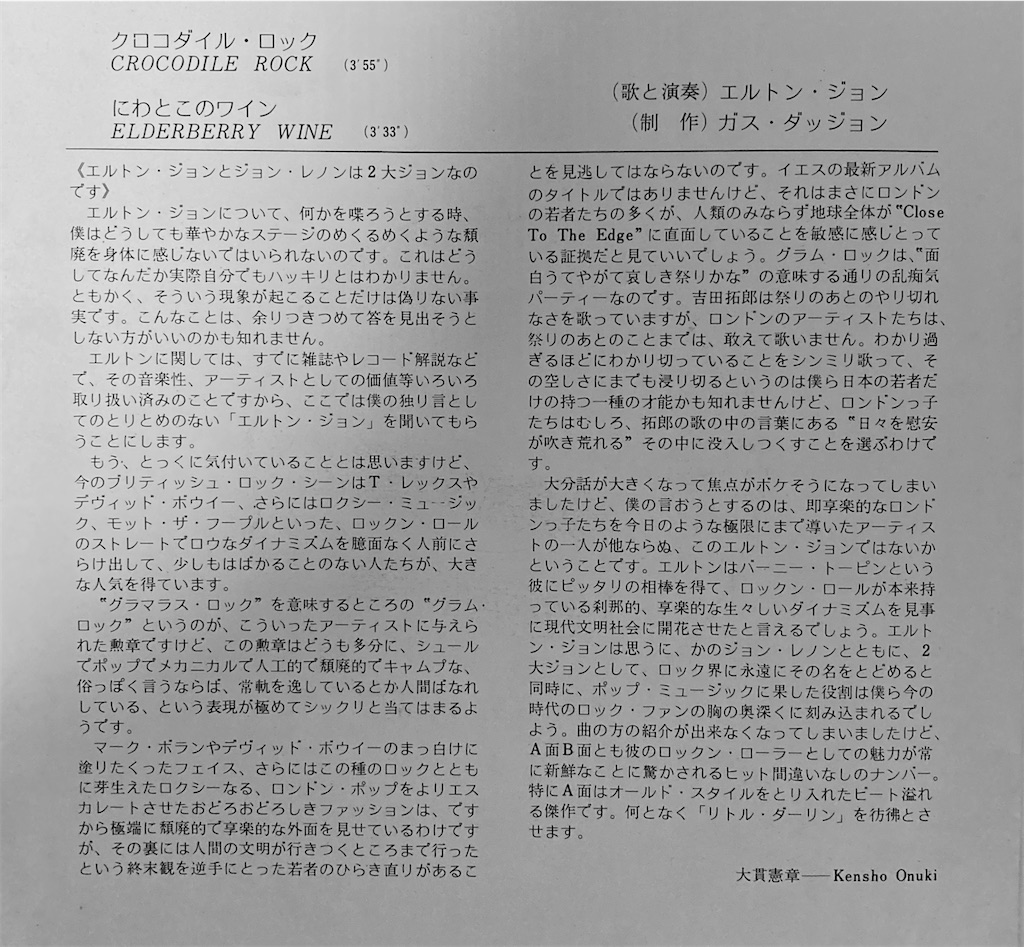 クロコダイル・ロック
CROCODILE ROCK (3′55″)
にわとこのワイン
ELDERBERRY WINE (3′33″)
(歌と演奏) エルトン・ジョン
(制　作) ガス・ダッジョン
《エルトン・ジョンとジョン・レノンは2大ジョンなの
です》
　エルトン・ジョンについて、何かを喋ろうとする時、
僕はどうしても華やかなステージのめくるめくような頽
廃を身体に感じないではいられないのです。これはどう
してなんだか実際自分でもハッキリとはわかりません。
ともかく、そういう現象が起こることだけは偽りない事
実です。こんなことは、余りつきつめて答を見出そうと
しない方がいいのかも知れません。
　エルトンに関しては、すでに雑誌やレコード解説など
で、その音楽性、アーティストとしての価値等いろいろ
取り扱い済みのことですから、ここでは僕の独り言とし
てのとりとめのない「エルトン・ジョン」を聞いてもら
うことにします。
　もう、とっくに気付いていることとは思いますけど、
今のブリティッシュ・ロック・シーンはT・レックスや
デヴィッド・ボウイー、さらにはロクシー・ミュージッ
ク、モット・ザ・フープルといった、ロックン・ロール
のストレートでロウなダイナミズムを臆面なく人前にさ
らけ出して、少しもはばかることのない人たちが、大き
な人気を得ています。
　〝グラマラス・ロック〟を意味するところの〝グラム・
ロック〟というのが、こういったアーティストに与えら
れた勲章ですけど、この勲章はどうも多分に、シュール
でポップでメカニカルで人工的で頽廃的でキャムプな、
俗っぽく言うならば、常軌を逸しているとか人間ばなれ
している、という表現が極めてシックリと当てはまるよ
うです。
　マーク・ボランやデヴィッド・ボウイーのまっ白けに
塗りたくったフェイス、さらにはこの種のロックととも
に芽生えたロクシーなる、ロンドン・ポップをよりエス
カレートさせたおどろおどろしきファッションは、です
から極端に頽廃的で享楽的な外面を見せているわけです
が、その裏には人間の文明が行きつくところまで行った
という終末観を逆手にとった若者のひらき直りがあるこ
とを見逃してはならないのです。イエスの最新アルバム
のタイトルではありませんけど、それはまさにロンドン
の若者たちの多くが、人類のみならず地球全体が〝Close
To The Edge〟に直面していることを敏感に感じとって
いる証拠だと見ていいでしょう。グラム・ロックは、〝面
白うてやがて哀しき祭りかな〟の意味する通りの乱痴気
パーティーなのです。吉田拓郎は祭りのあとのやり切れ
なさを歌っていますが、ロンドンのアーティストたちは、
祭りのあとのことまでは、敢えて歌いません。わかり過
ぎるほどにわかり切っていることをシンミリ歌って、そ
の空しさにまでも浸り切るというのは僕ら日本の若者だ
けの持つ一種の才能かも知れませんけど、ロンドンっ子
たちはむしろ、拓郎の歌の中の言葉にある〝日々を慰安
が吹き荒れる〟その中に没入しつくすことを選ぶわけで
す。
　大分話が大きくなって焦点がボケそうになってしまい
ましたけど、僕の言おうとするのは、即享楽的なロンド
ンっ子たちを今日のような極限にまで導いたアーティス
トの一人が他ならぬ、このエルトン・ジョンではないか
ということです。エルトンはバーニー・トーピンという
彼にピッタリの相棒を得て、ロックン・ロールが本来持
っている刹那的、享楽的な生々しいダイナミズムを見事
に現代文明社会に開花させたと言えるでしょう。エルト
ン・ジョンは思うに、かのジョン・レノンとともに、2
大ジョンとして、ロック界に永遠にその名をとどめると
同時に、ポップ・ミュージックに果した役割は僕ら今の
時代のロック・ファンの胸の奥深くに刻み込まれるでし
ょう。曲の方の紹介が出来なくなってしまいましたけど、
A面B面とも彼のロックン・ローラーとしての魅力が常
に新鮮なことに驚かされるヒット間違いなしのナンバー。
特にA面はオールド・スタイルをとり入れたビート溢れ
る傑作です。何となく「リトル・ダーリン」を彷彿とさ
せます。
大貫憲章——Kensho Onuki